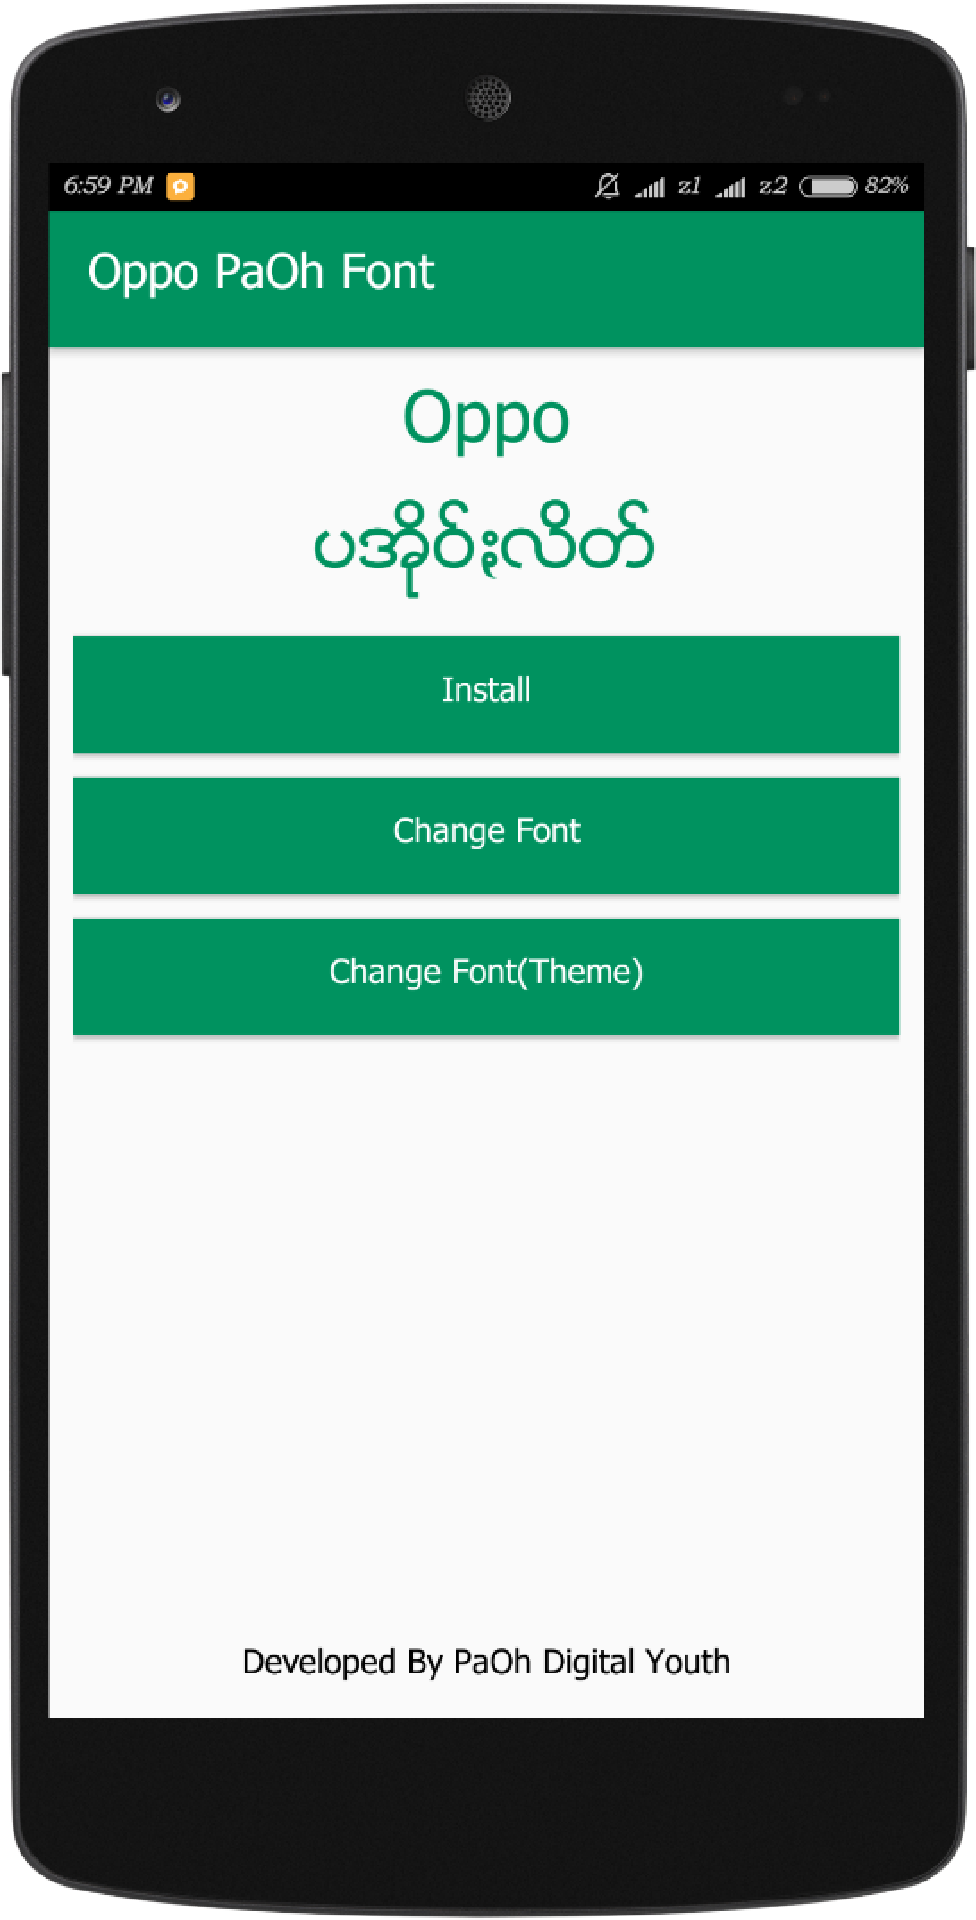 6:59 PM z1 z2 82%
Oppo PaOh Font
Oppo
ပအိုဝ်ႏလိတ်
Install
Change Font
Change Font(Theme)
Developed By PaOh Digital Youth